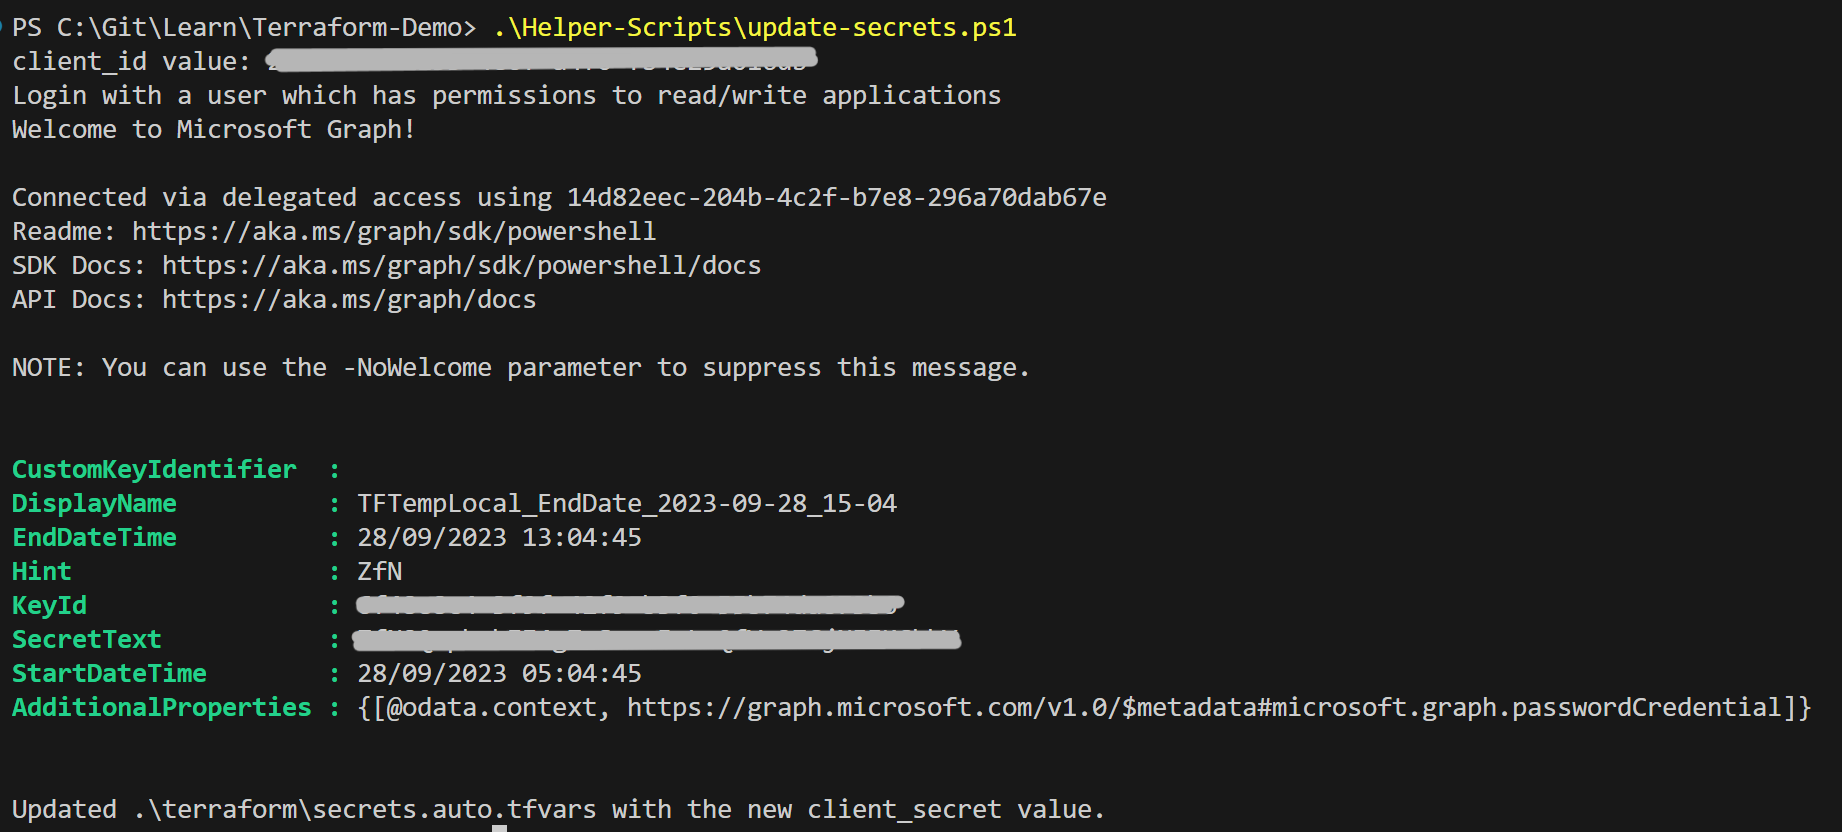 PS C:\Git\Learn\Terraform-Demo> .\Helper-Scripts\update-secrets.ps1
client_id value:
Login with a user which has permissions to read/write applications
Welcome to Microsoft Graph!
Connected via delegated access using 14d82eec-204b-4c2f-b7e8-296a70dab67e
Readme: https://aka.ms/graph/sdk/powershell
SDK Docs: https://aka.ms/graph/sdk/powershell/docs
API Docs: https://aka.ms/graph/docs
NOTE: You can use the -NoWelcome parameter to suppress this message.
CustomKeyIdentifier :
DisplayName : TFTempLocal_EndDate_2023-09-28_15-04
EndDateTime : 28/09/2023 13:04:45
Hint : ZfN
KeyId :
SecretText :
StartDateTime : 28/09/2023 05:04:45
AdditionalProperties : {[@odata.context, https://graph.microsoft.com/v1.0/$metadata#microsoft.graph.passwordCredential]}
Updated .\terraform\secrets.auto.tfvars with the new client_secret value.